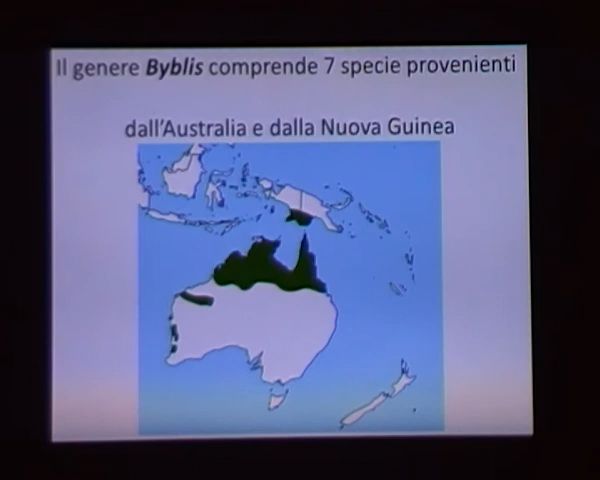 Il genere Byblis comprende 7 specie provenienti
dall'Australia e dalla Nuova Guinea